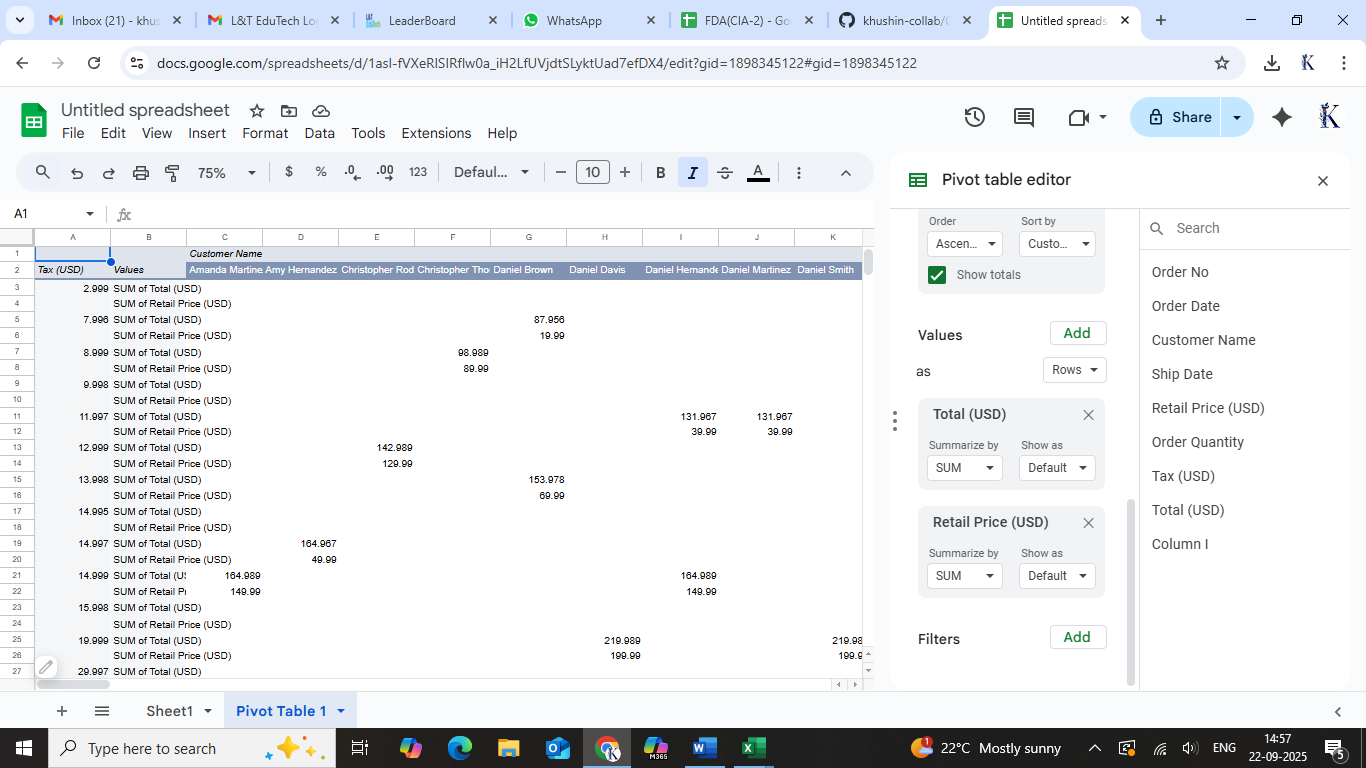 Inbox (21) - khus
L&T EduTech Lo
LeaderBoard
WhatsApp
FDA(CIA-2) - Go
khushin-collab/
Untitled spreads
docs.google.com/spreadsheets/d/
/edit?gid=1898345122#gid=1898345122
Untitled spreadsheet
File Edit View Insert Format Data Tools Extensions Help
Share
75% $ % .0 .00 123 Defaul... 10 B I A
A1 fx
Pivot table editor
A B C D E F G H I J K
1 Customer Name
2 Tax (USD) Values Amanda Martine Amy Hernandez Christopher Rod Christopher Tho Daniel Brown Daniel Davis Daniel Hernande Daniel Martinez Daniel Smith
3 2.999 SUM of Total (USD)
4 SUM of Retail Price (USD)
5 7.996 SUM of Total (USD) 87.956
6 SUM of Retail Price (USD) 19.99
7 8.999 SUM of Total (USD) 98.989
8 SUM of Retail Price (USD) 89.99
9 9.998 SUM of Total (USD)
10 SUM of Retail Price (USD)
11 11.997 SUM of Total (USD) 131.967 131.967
12 SUM of Retail Price (USD) 39.99 39.99
13 12.999 SUM of Total (USD) 142.989
14 SUM of Retail Price (USD) 129.99
15 13.998 SUM of Total (USD) 153.978
16 SUM of Retail Price (USD) 69.99
17 14.995 SUM of Total (USD)
18 SUM of Retail Price (USD)
19 14.997 SUM of Total (USD) 164.967
20 SUM of Retail Price (USD) 49.99
21 14.999 SUM of Total (US 164.989 164.989
22 SUM of Retail Pr 149.99 149.99
23 15.998 SUM of Total (USD)
24 SUM of Retail Price (USD)
25 19.999 SUM of Total (USD) 219.989 219.98
26 SUM of Retail Price (USD) 199.99 199.9
27 29.997 SUM of Total (USD)
Order Sort by
Ascen... Custo...
Show totals
Values Add
as Rows
Total (USD)
Summarize by Show as
SUM Default
Retail Price (USD)
Summarize by Show as
SUM Default
Filters Add
Search
Order No
Order Date
Customer Name
Ship Date
Retail Price (USD)
Order Quantity
Tax (USD)
Total (USD)
Column I
Sheet1 Pivot Table 1
Type here to search
M365
22°C Mostly sunny
ENG
14:57
22-09-2025
5